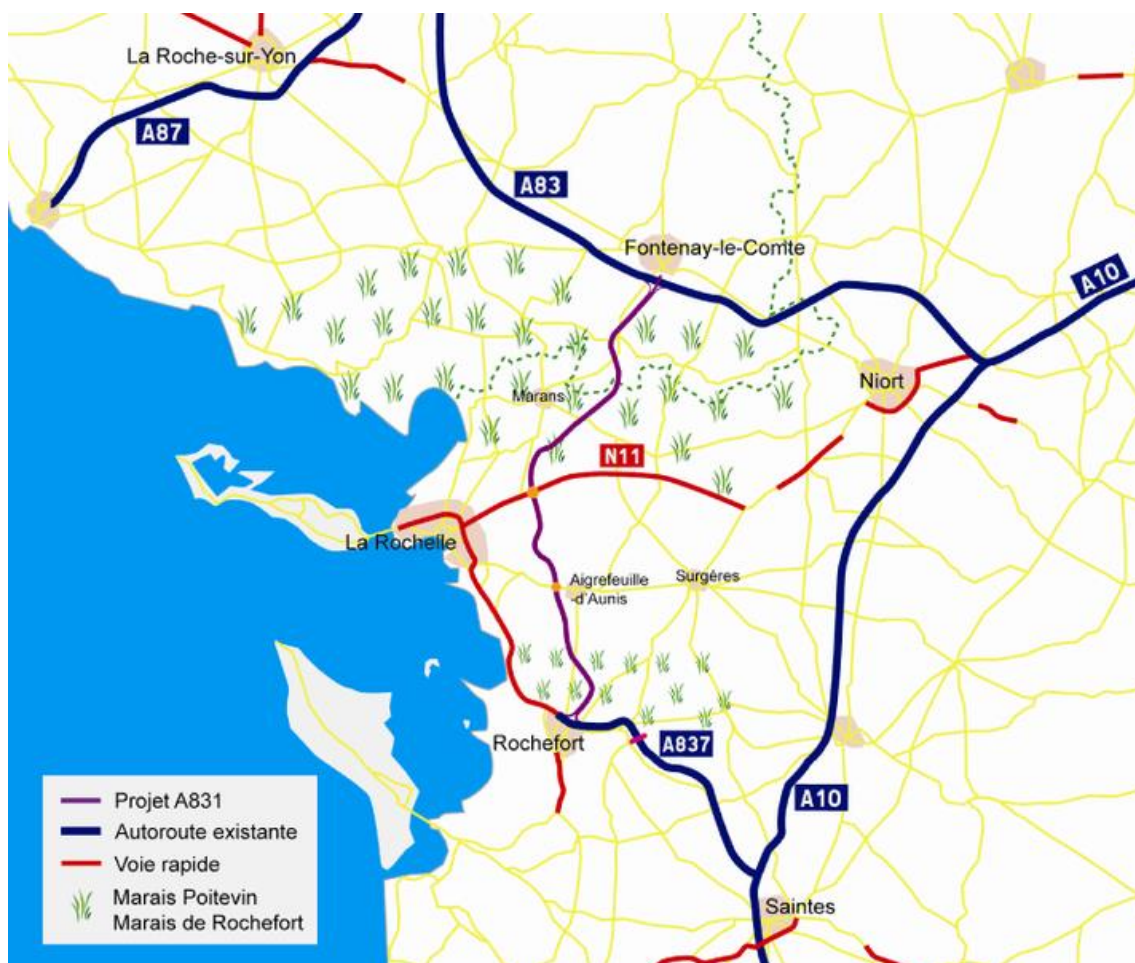 La Roche-sur-Yon
A87
A83
Fontenay-le-Comte
A10
Niort
Marans
N11
La Rochelle
Aigrefeuille
-d'Aunis
Surgères
Rochefort
A837
A10
Saintes
Projet A831
Autoroute existante
Voie rapide
Marais Poitevin
Marais de Rochefort